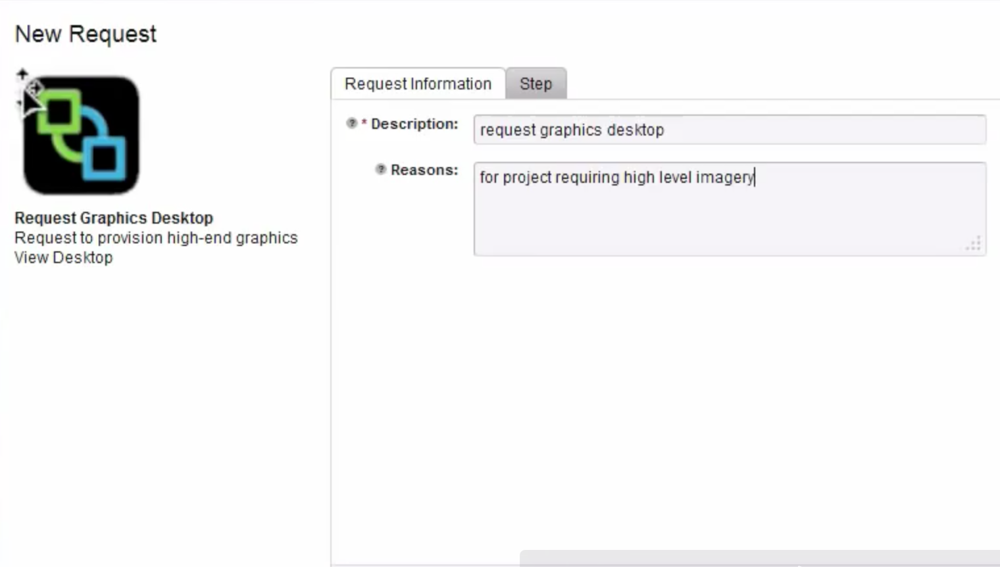 New Request
Request Information
Step
* Description:
request graphics desktop
Reasons:
for project requiring high level imagery
Request Graphics Desktop
Request to provision high-end graphics
View Desktop